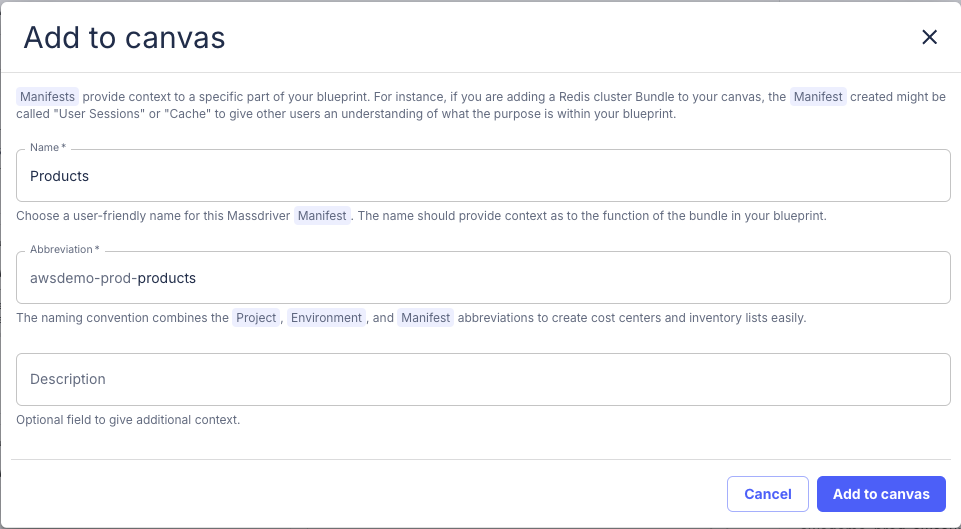 Add to canvas
Manifests provide context to a specific part of your blueprint. For instance, if you are adding a Redis cluster Bundle to your canvas, the Manifest created might be
called "User Sessions" or "Cache" to give other users an understanding of what the purpose is within your blueprint.
Name *
Products
Choose a user-friendly name for this Massdriver Manifest. The name should provide context as to the function of the bundle in your blueprint.
Abbreviation *
awsdemo-prod-products
The naming convention combines the Project, Environment, and Manifest abbreviations to create cost centers and inventory lists easily.
Description
Optional field to give additional context.
Cancel
Add to canvas